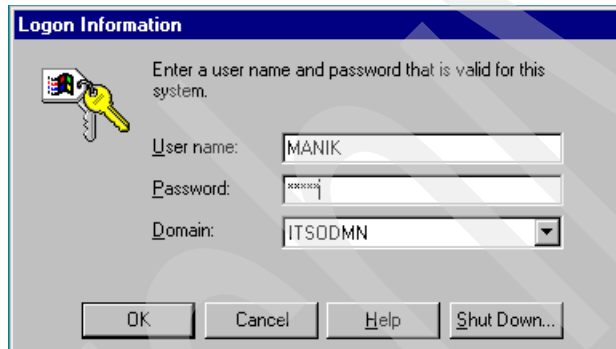 Logon Information
Enter a user name and password that is valid for this
system.
User name: MANIK
Password: *****
Domain: ITSODMN
OK Cancel Help Shut Down...